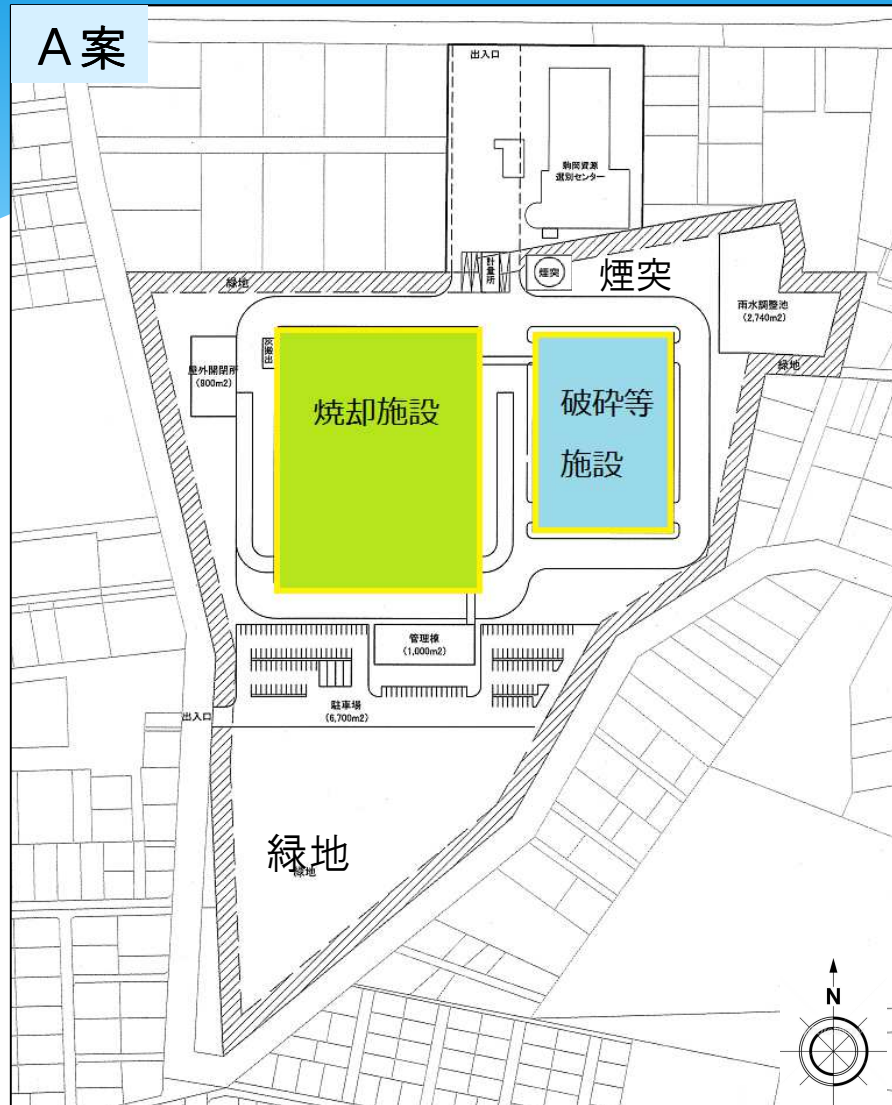 A案
出入口
駒岡資源
選別センター
計量所
煙突
煙突
緑地
雨水調整池
(2,740m2)
緑地
屋外開閉所
(900m2)
灰搬出
焼却施設
破砕等
施設
管理棟
(1,000m2)
駐車場
(6,700m2)
出入口
緑地
緑地
N